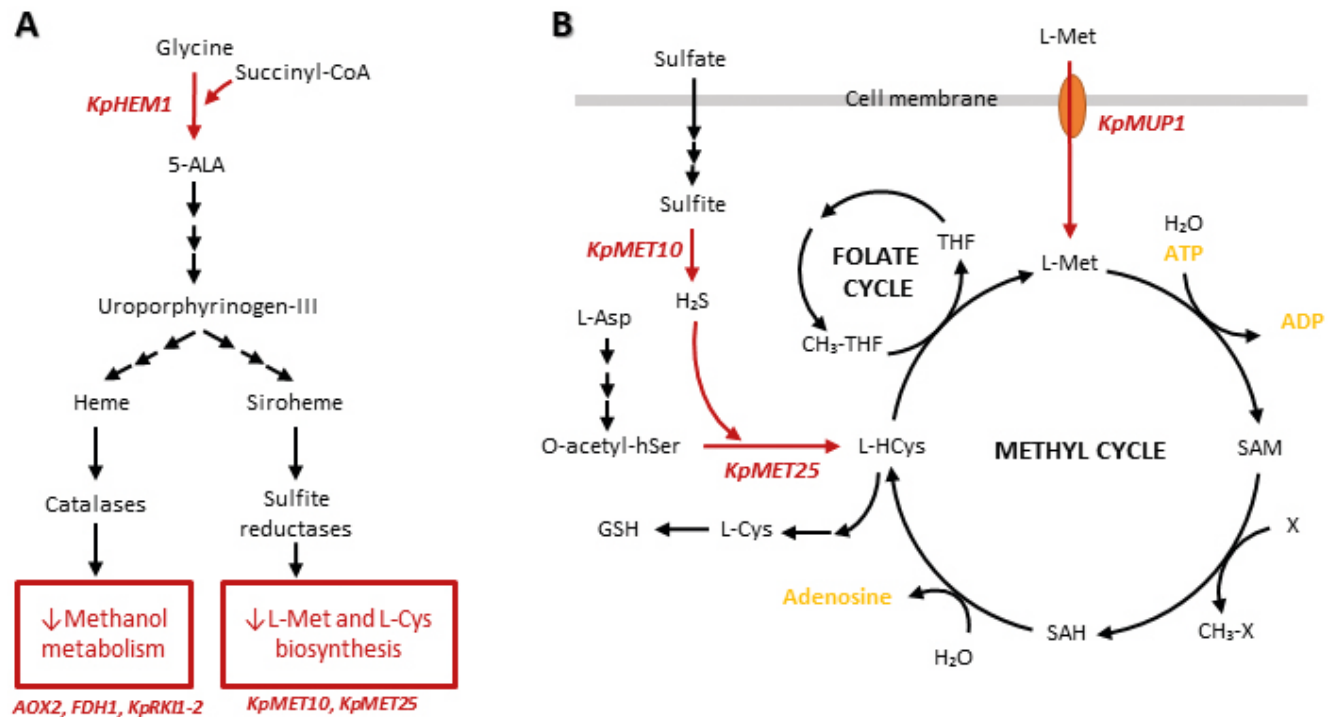 A
Glycine
Succinyl-CoA
KpHEM1
5-ALA
Uroporphyrinogen-III
Heme
Siroheme
Catalases
Sulfite
reductases
↓Methanol
metabolism
↓L-Met and L-Cys
biosynthesis
AOX2, FDH1, KpRKI1-2
KpMET10, KpMET25
B
Sulfate
L-Met
Cell membrane
KpMUP1
Sulfite
KpMET10
H₂S
L-Asp
O-acetyl-hSer
KpMET25
THF
FOLATE
CYCLE
CH₃-THF
L-Met
H₂O
ATP
ADP
L-HCys
METHYL CYCLE
SAM
GSH
L-Cys
X
Adenosine
SAH
CH₃-X
H₂O